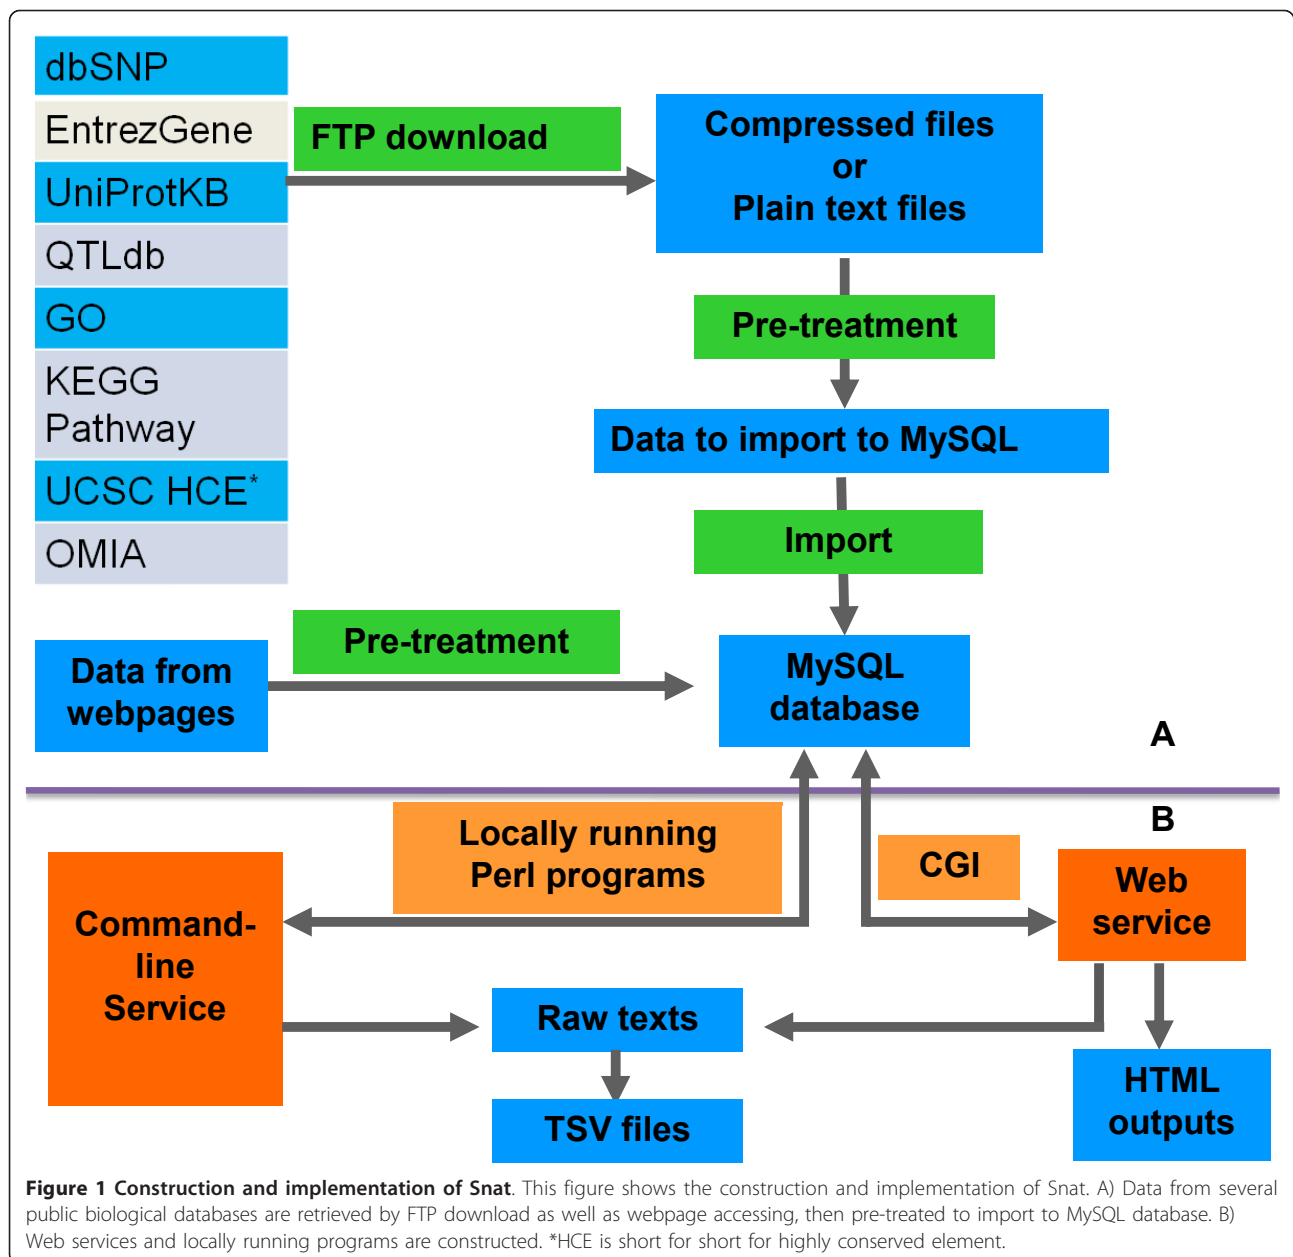 dbSNP
EntrezGene
UniProtKB
QTLdb
GO
KEGG
Pathway
UCSC HCE*
OMIA
FTP download
Compressed files
or
Plain text files
Pre-treatment
Data to import to MySQL
Import
Data from
webpages
Pre-treatment
MySQL
database
A
B
Locally running
Perl programs
CGI
Web
service
Command-
line
Service
Raw texts
TSV files
HTML
outputs
Figure 1 Construction and implementation of Snat. This figure shows the construction and implementation of Snat. A) Data from several
public biological databases are retrieved by FTP download as well as webpage accessing, then pre-treated to import to MySQL database. B)
Web services and locally running programs are constructed. *HCE is short for short for highly conserved element.